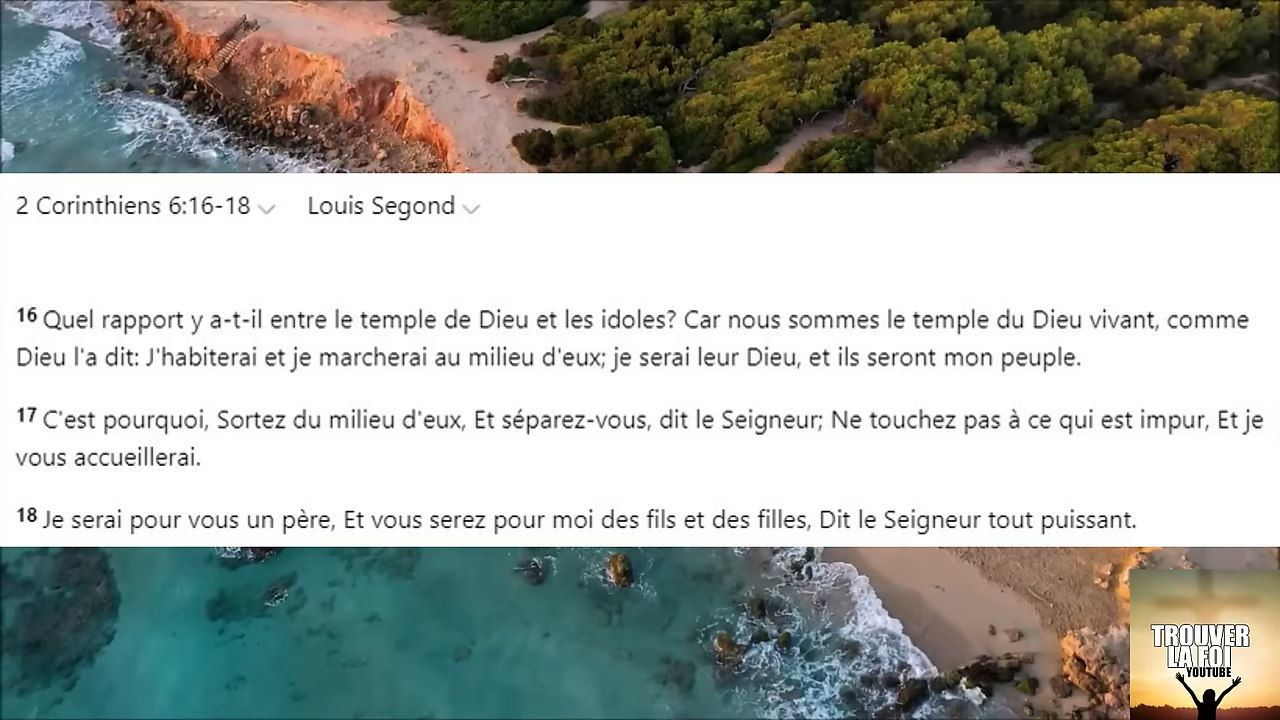 2 Corinthiens 6:16-18 Louis Segond
16 Quel rapport y a-t-il entre le temple de Dieu et les idoles? Car nous sommes le temple du Dieu vivant, comme
Dieu l'a dit: J'habiterai et je marcherai au milieu d'eux; je serai leur Dieu, et ils seront mon peuple.
17 C'est pourquoi, Sortez du milieu d'eux, Et séparez-vous, dit le Seigneur; Ne touchez pas à ce qui est impur, Et je
vous accueillerai.
18 Je serai pour vous un père, Et vous serez pour moi des fils et des filles, Dit le Seigneur tout puissant.
TROUVER
LA FOI
YOUTUBE